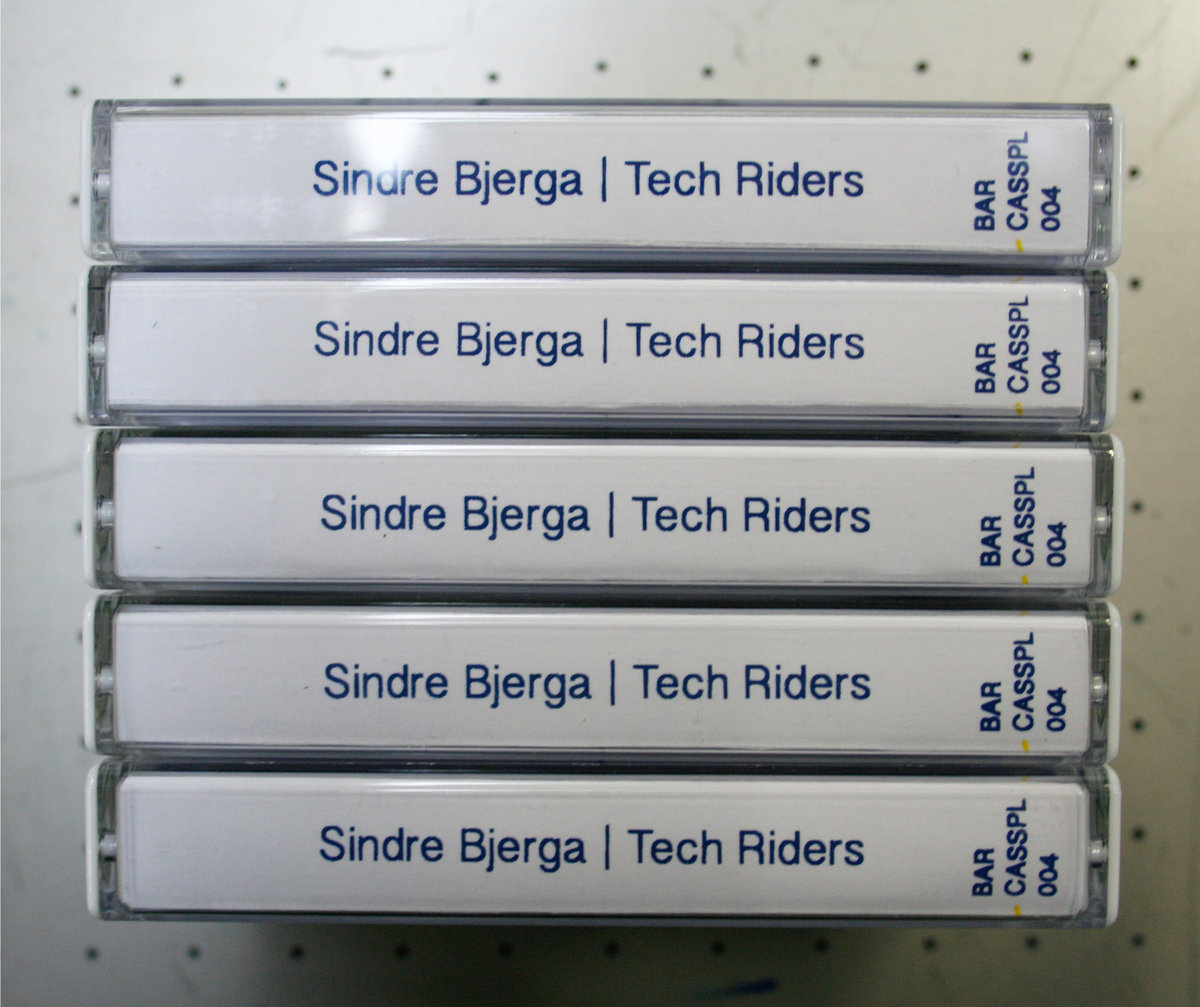 Sindre Bjerga | Tech Riders
BAR
CASSPL
004
Sindre Bjerga | Tech Riders
BAR
CASSPL
004
Sindre Bjerga | Tech Riders
BAR
CASSPL
004
Sindre Bjerga | Tech Riders
BAR
CASSPL
004
Sindre Bjerga | Tech Riders
BAR
CASSPL
004